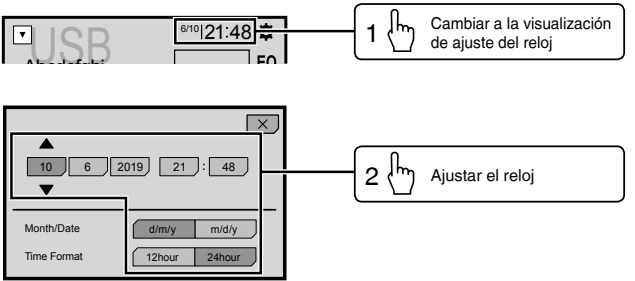 USB
6/10 21:48
1 Cambiar a la visualización
de ajuste del reloj
10 6 2019 21 : 48
2 Ajustar el reloj
Month/Date d/m/y m/d/y
Time Format 12hour 24hour